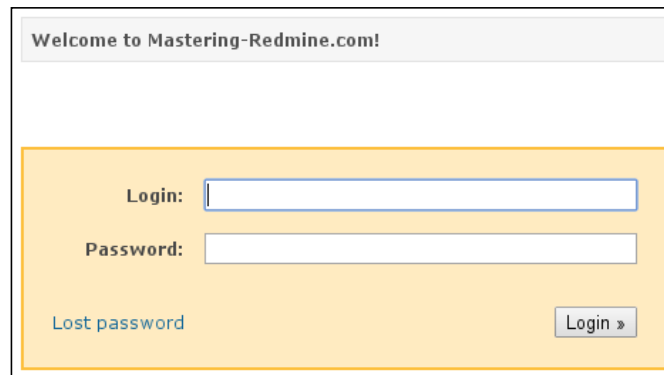 Welcome to Mastering-Redmine.com!
Login:
Password:
Lost password
Login »